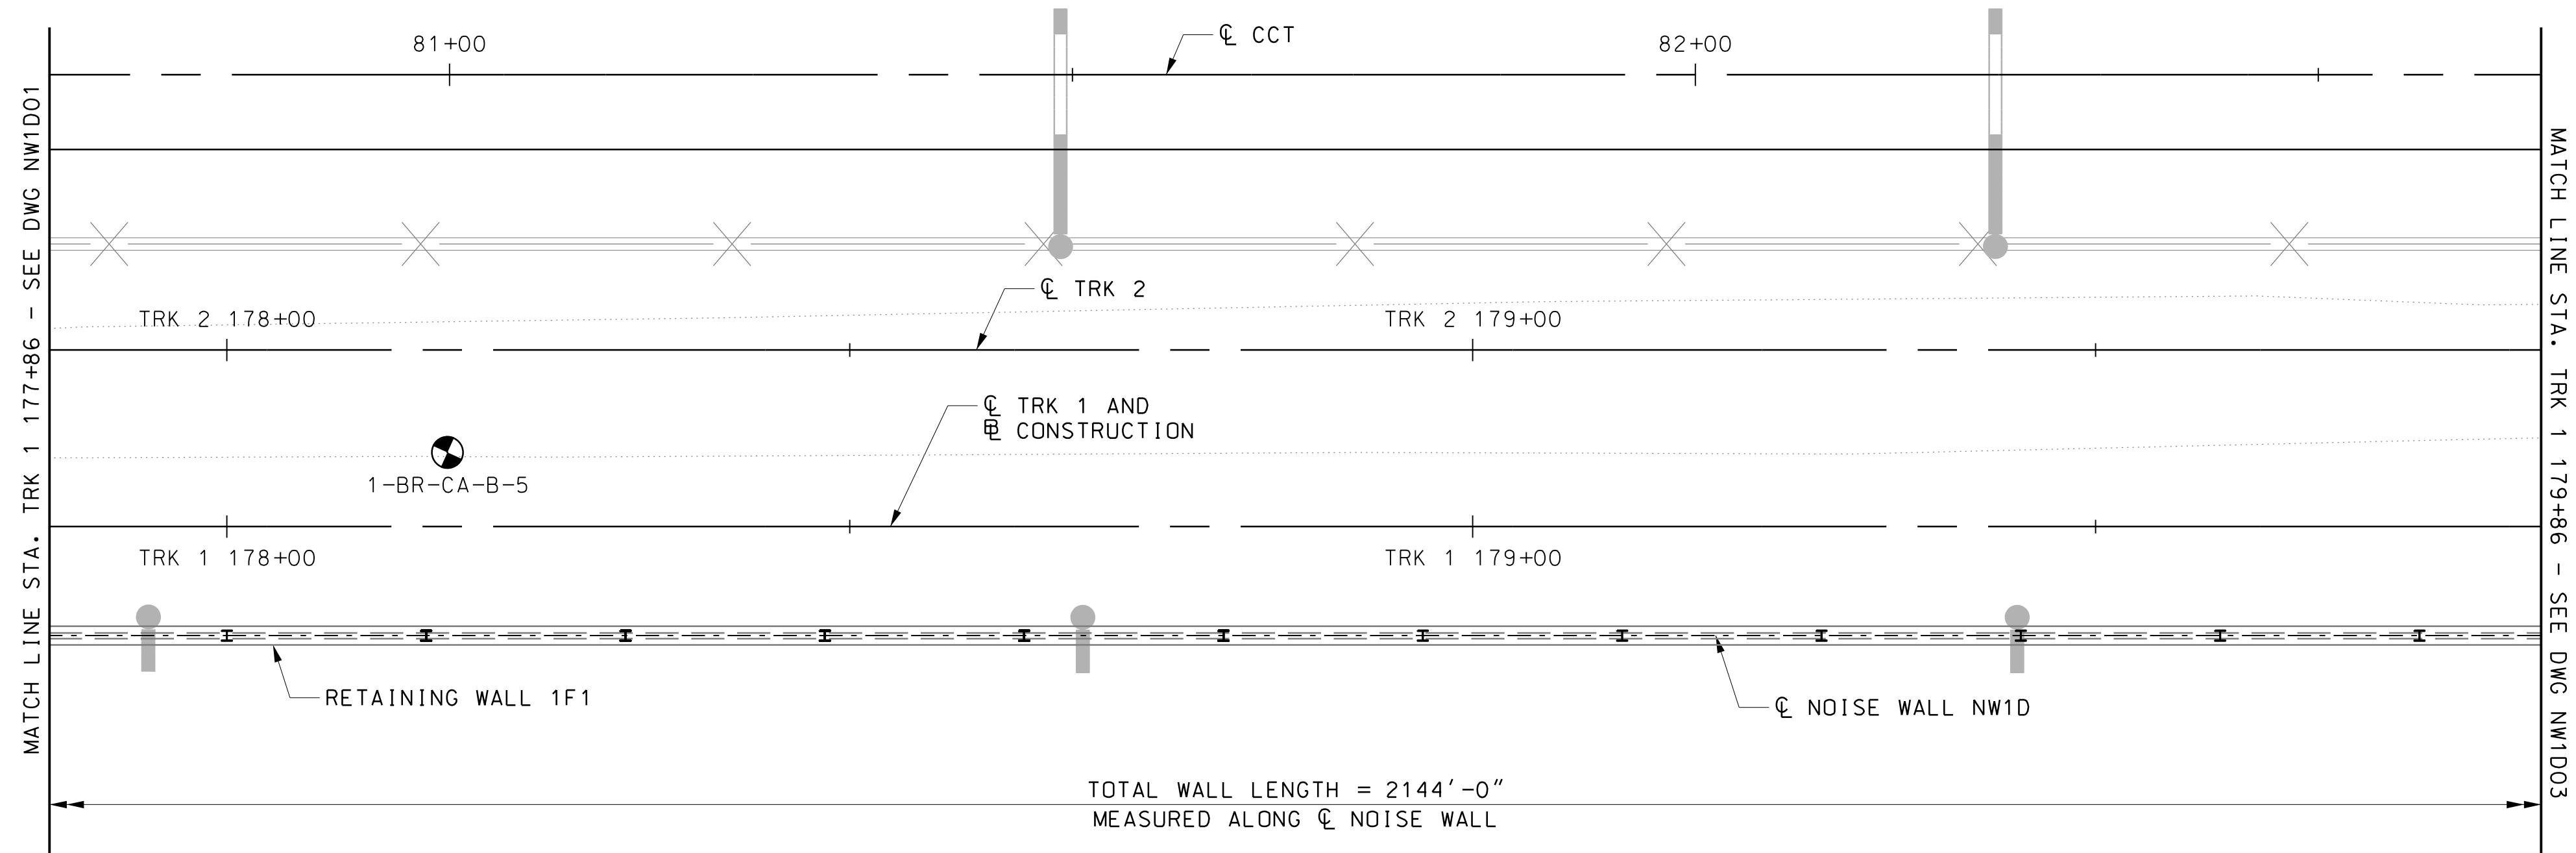 ℄ CCT
81+00
82+00
MATCH LINE STA. TRK 1 177+86 - SEE DWG NW1D01
MATCH LINE STA. TRK 1 179+86 - SEE DWG NW1D03
℄ TRK 2
TRK 2 178+00
TRK 2 179+00
℄ TRK 1 AND
BL CONSTRUCTION
1-BR-CA-B-5
TRK 1 178+00
TRK 1 179+00
RETAINING WALL 1F1
℄ NOISE WALL NW1D
TOTAL WALL LENGTH = 2144'-0"
MEASURED ALONG ℄ NOISE WALL